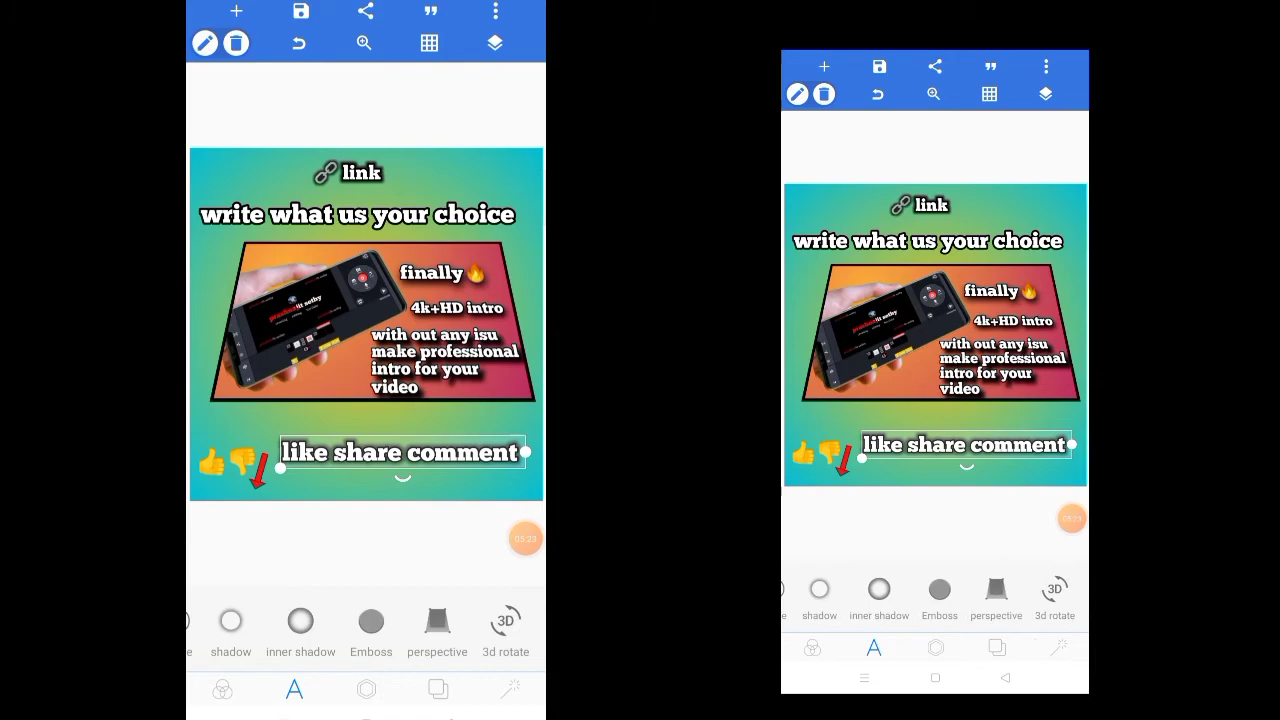 link
write what us your choice
finally
4k+HD intro
with out any isu
make professional
intro for your
video
like share comment
shadow
inner shadow
Emboss
perspective
3D
3d rotate
link
write what us your choice
finally
4k+HD intro
with out any isu
make professional
intro for your
video
like share comment
shadow
inner shadow
Emboss
perspective
3D
3d rotate